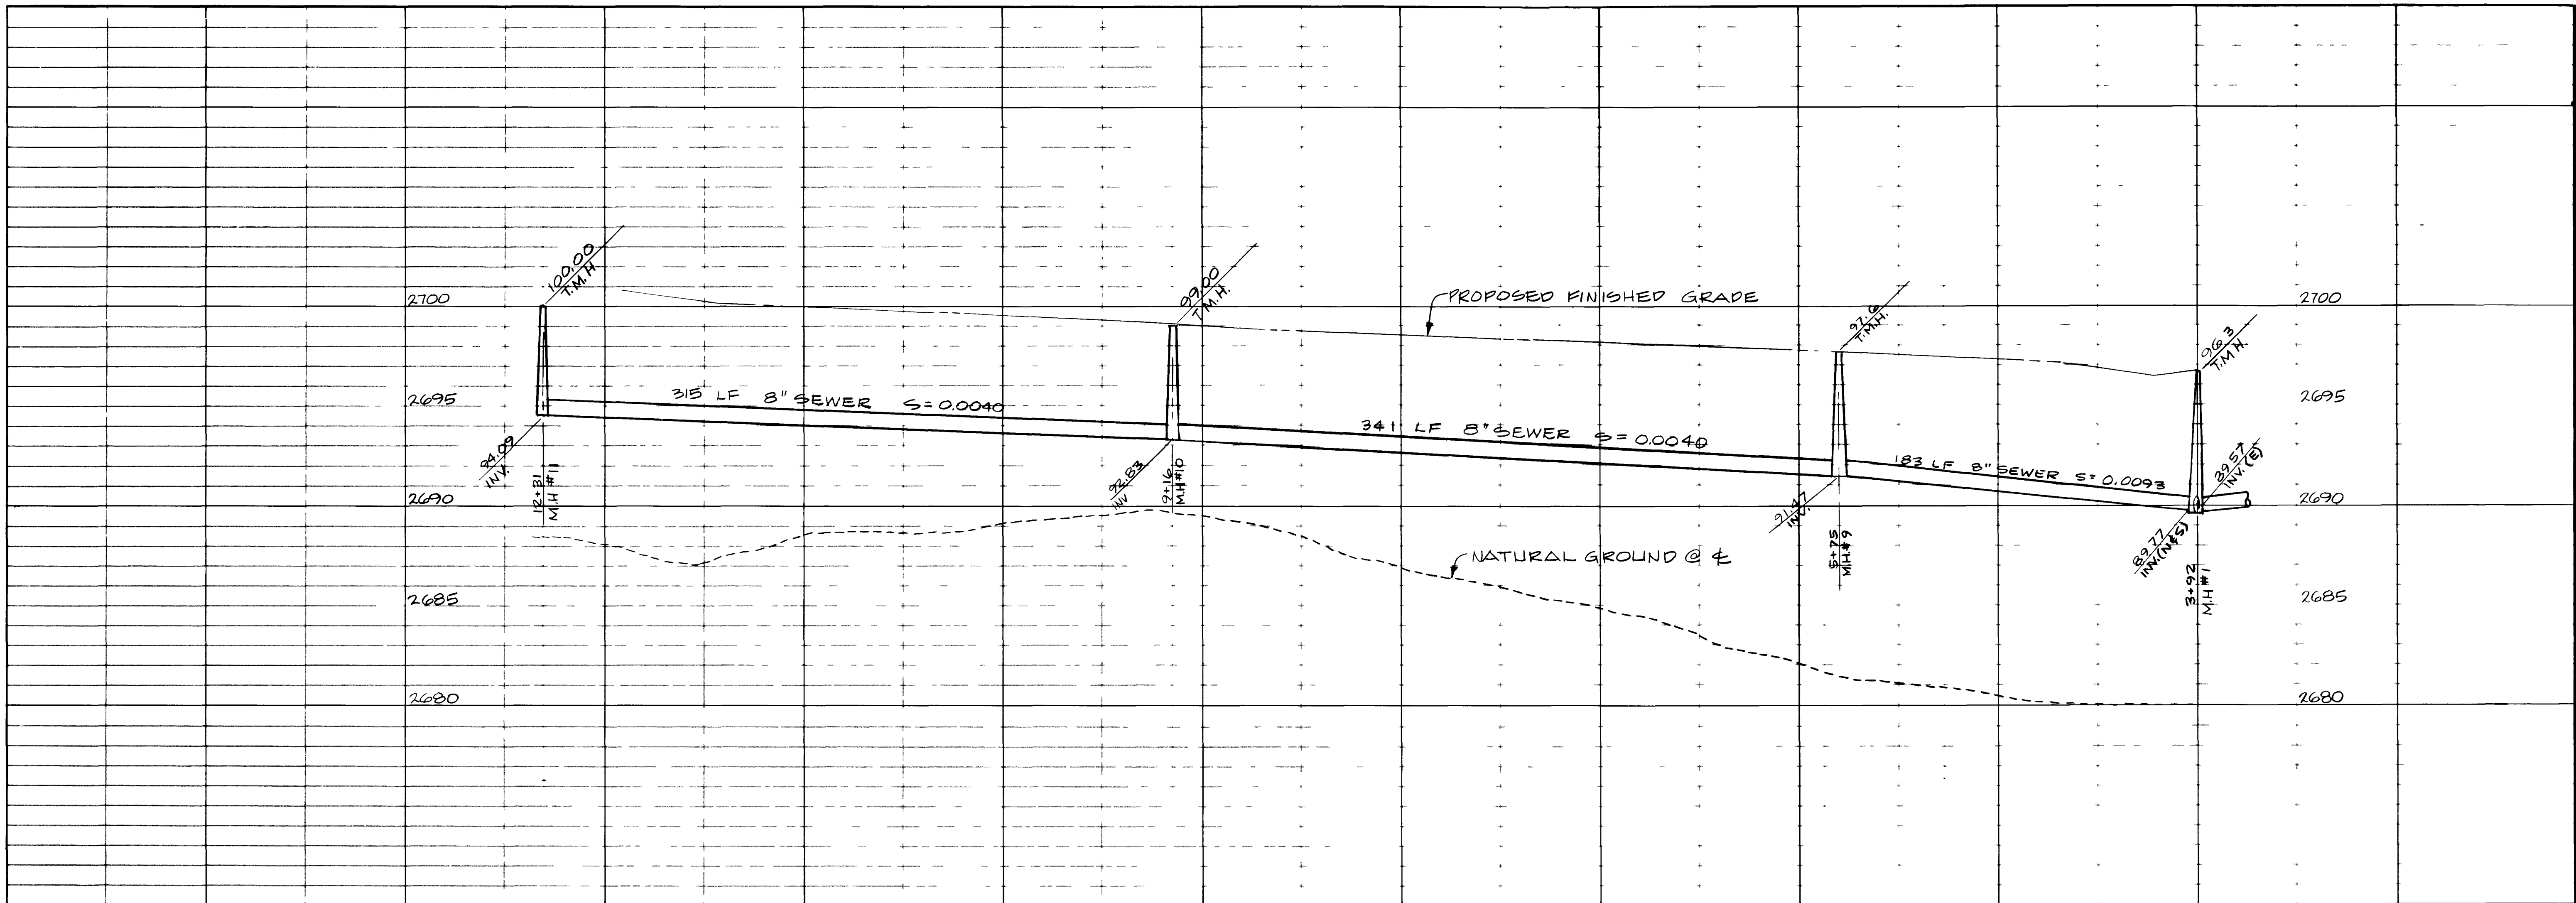 100.00
T.M.H.
99.00
T.M.H.
2700
PROPOSED FINISHED GRADE
2700
97.6
T.M.H.
96.3
T.M.H.
2695
315 LF 8" SEWER S=0.0040
2695
341 LF 8" SEWER S=0.0040
183 LF 8" SEWER S=0.0093
94.09
INV.
12+31
M.H #11
92.83
INV
9+16
M.H #10
89.57
INV. (E)
2690
91.47
INV.
2690
5+75
M.H #9
89.77
INV. (N&S)
3+92
M.H #1
NATURAL GROUND @ ℄
2685
2685
2680
2680